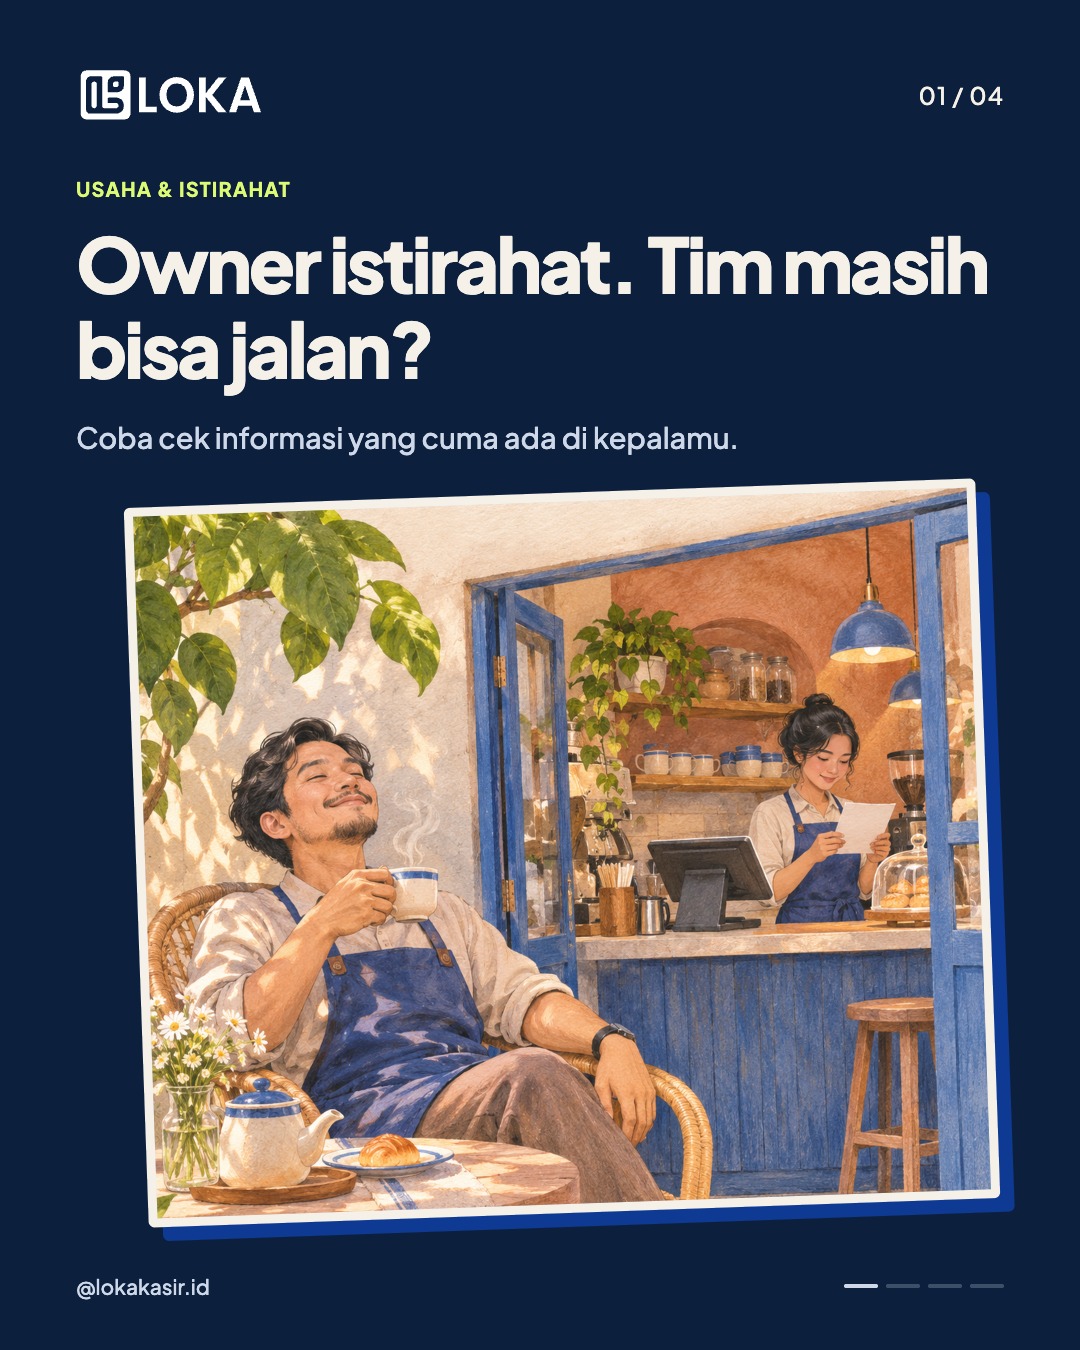 LOKA
01 / 04
USAHA & ISTIRAHAT
Owner istirahat. Tim masih
bisa jalan?
Coba cek informasi yang cuma ada di kepalamu.
@lokakasir.id